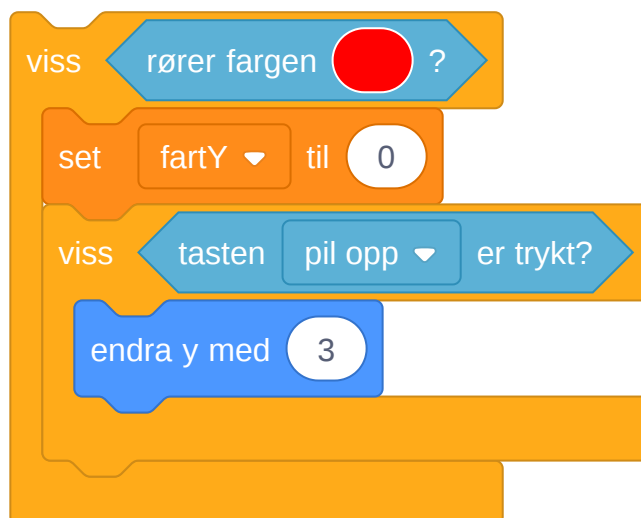 viss rører fargen ?
set fartY til 0
viss tasten pil opp er trykt?
endra y med 3